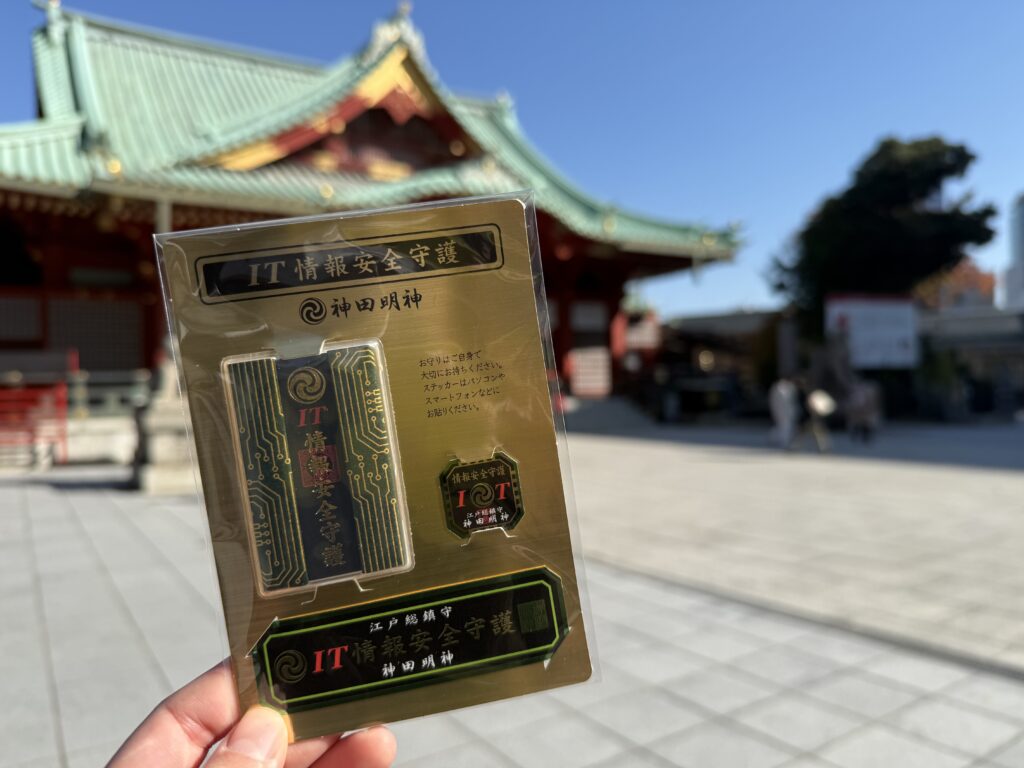 IT情報安全守護
神田明神
お守りはご自身で
大切にお持ちください。
ステッカーはパソコンや
スマートフォンなどに
お貼りください。
IT情報安全守護
情報安全守護
IT
江戸総鎮守
神田明神
江戸総鎮守
IT情報安全守護
神田明神